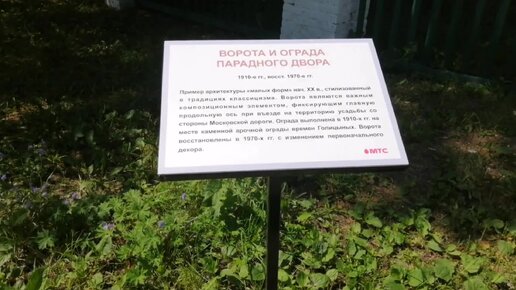 ВОРОТА И ОГРАДА
ПАРАДНОГО ДВОРА
1910-е гг., восст. 1970-е гг.
Пример архитектуры «малых форм» нач. XX в., стилизованный
в традициях классицизма. Ворота являются важным
композиционным элементом, фиксирующим главную
продольную ось при въезде на территорию усадьбы со
стороны Московской дороги. Ограда выполнена в 1910-х гг. на
месте каменной арочной ограды времен Голицыных. Ворота
восстановлены в 1970-х гг. с изменением первоначального
декора.
МТС